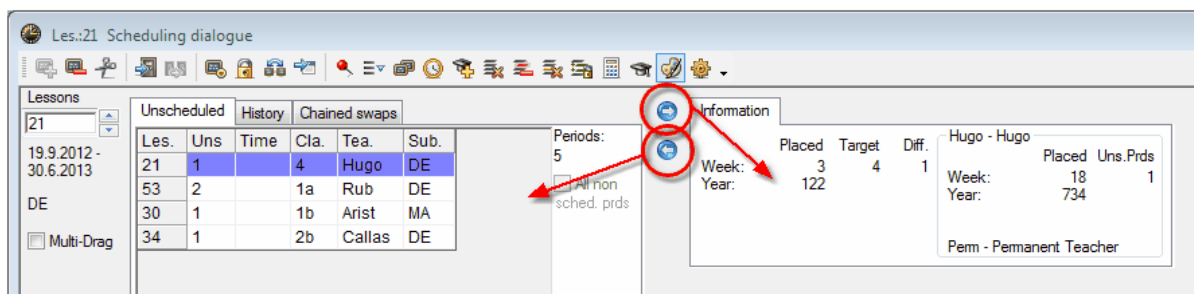 Les.:21 Scheduling dialogue
Lessons
21
19.9.2012 -
30.6.2013
DE
Multi-Drag
Unscheduled History Chained swaps
Les. Uns Time Cla. Tea. Sub.
21 1 4 Hugo DE
53 2 1a Rub DE
30 1 1b Arist MA
34 1 2b Callas DE
Periods:
5
All non
sched. prds
Information
Placed Target Diff.
Week: 3 4 1
Year: 122
Hugo - Hugo
Placed Uns.Prds
Week: 18 1
Year: 734
Perm - Permanent Teacher